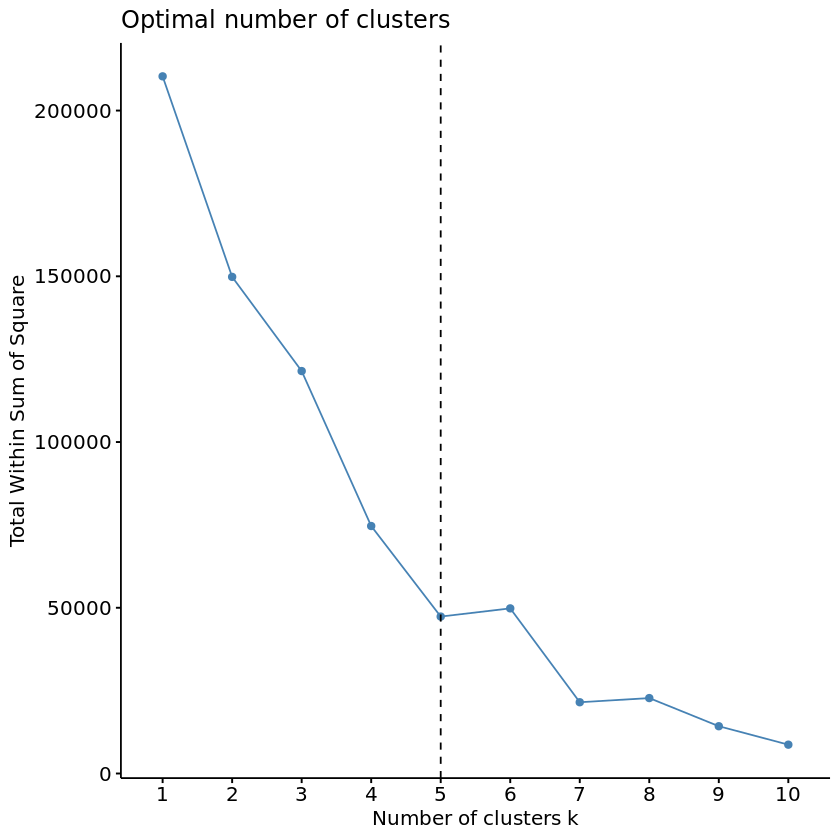 Optimal number of clusters
Total Within Sum of Square
200000
150000
100000
50000
0
1 2 3 4 5 6 7 8 9 10
Number of clusters k